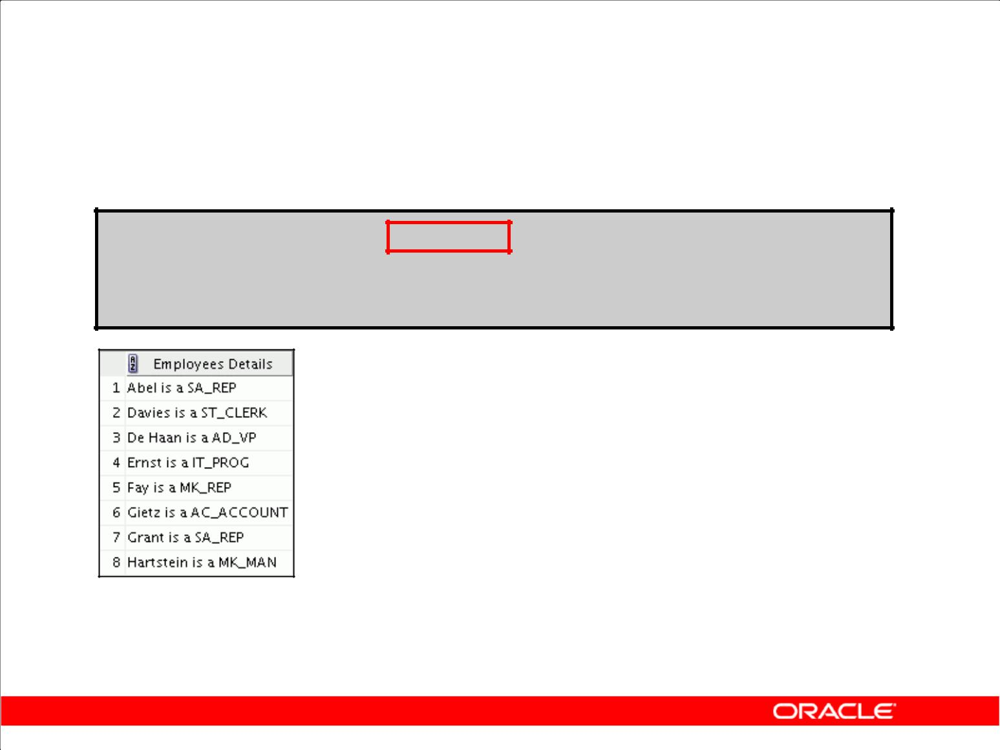 Employees Details
1 Abel is a SA_REP
2 Davies is a ST_CLERK
3 De Haan is a AD_VP
4 Ernst is a IT_PROG
5 Fay is a MK_REP
6 Gietz is a AC_ACCOUNT
7 Grant is a SA_REP
8 Hartstein is a MK_MAN
ORACLE